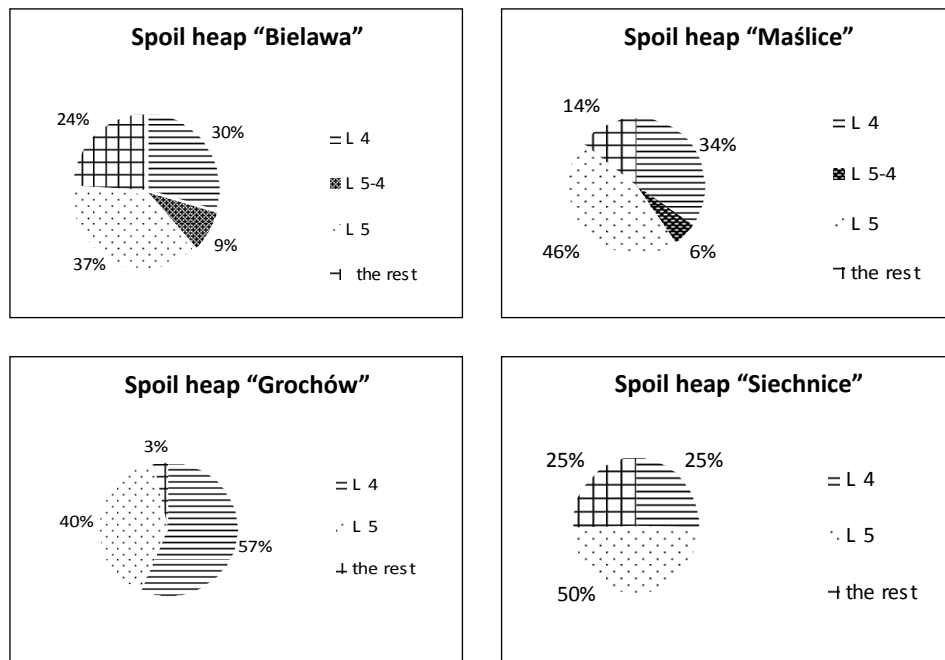 Spoil heap “Bielawa”
24%
30%
9%
37%
L 4
L 5-4
L 5
the rest
Spoil heap “Maślice”
14%
34%
6%
46%
L 4
L 5-4
L 5
the rest
Spoil heap “Grochów”
3%
40%
57%
L 4
L 5
the rest
Spoil heap “Siechnice”
25%
25%
50%
L 4
L 5
the rest